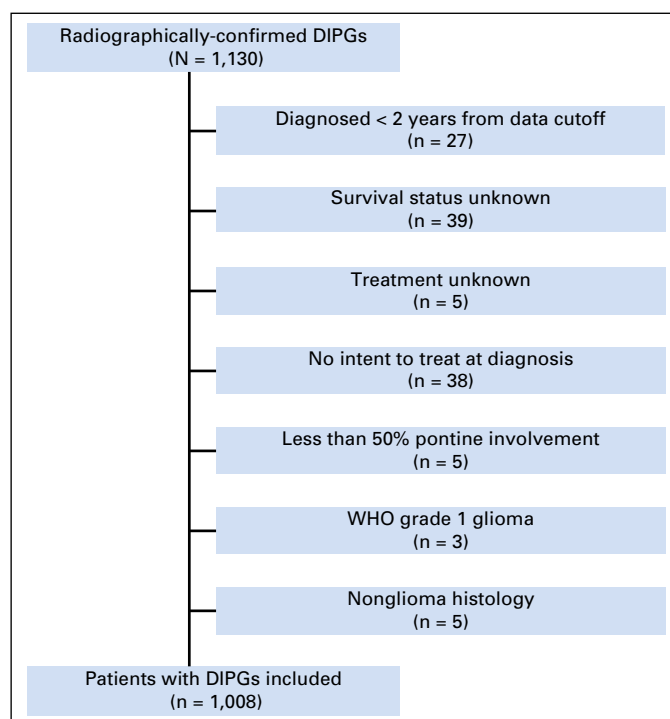 Radiographically-confirmed DIPGs
(N = 1,130)
Diagnosed < 2 years from data cutoff
(n = 27)
Survival status unknown
(n = 39)
Treatment unknown
(n = 5)
No intent to treat at diagnosis
(n = 38)
Less than 50% pontine involvement
(n = 5)
WHO grade 1 glioma
(n = 3)
Nonglioma histology
(n = 5)
Patients with DIPGs included
(n = 1,008)